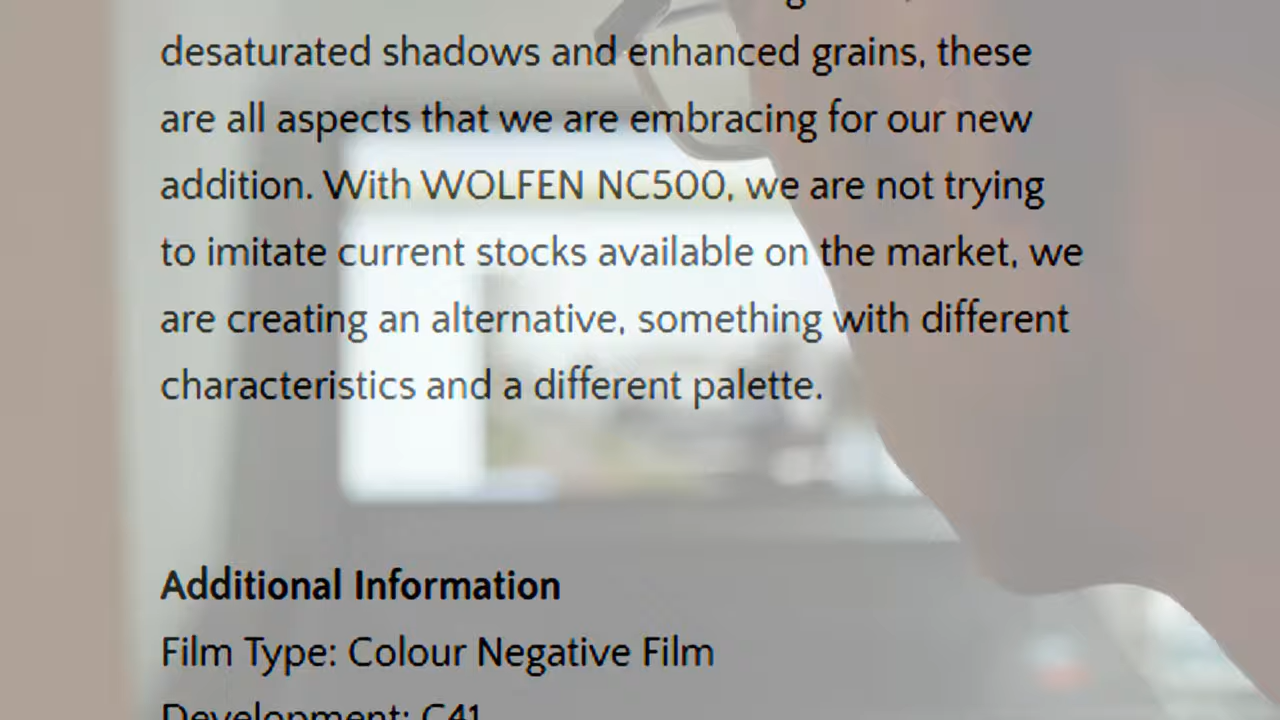 desaturated shadows and enhanced grains, these
are all aspects that we are embracing for our new
addition. With WOLFEN NC500, we are not trying
to imitate current stocks available on the market, we
are creating an alternative, something with different
characteristics and a different palette.
Additional Information
Film Type: Colour Negative Film
Development: C41